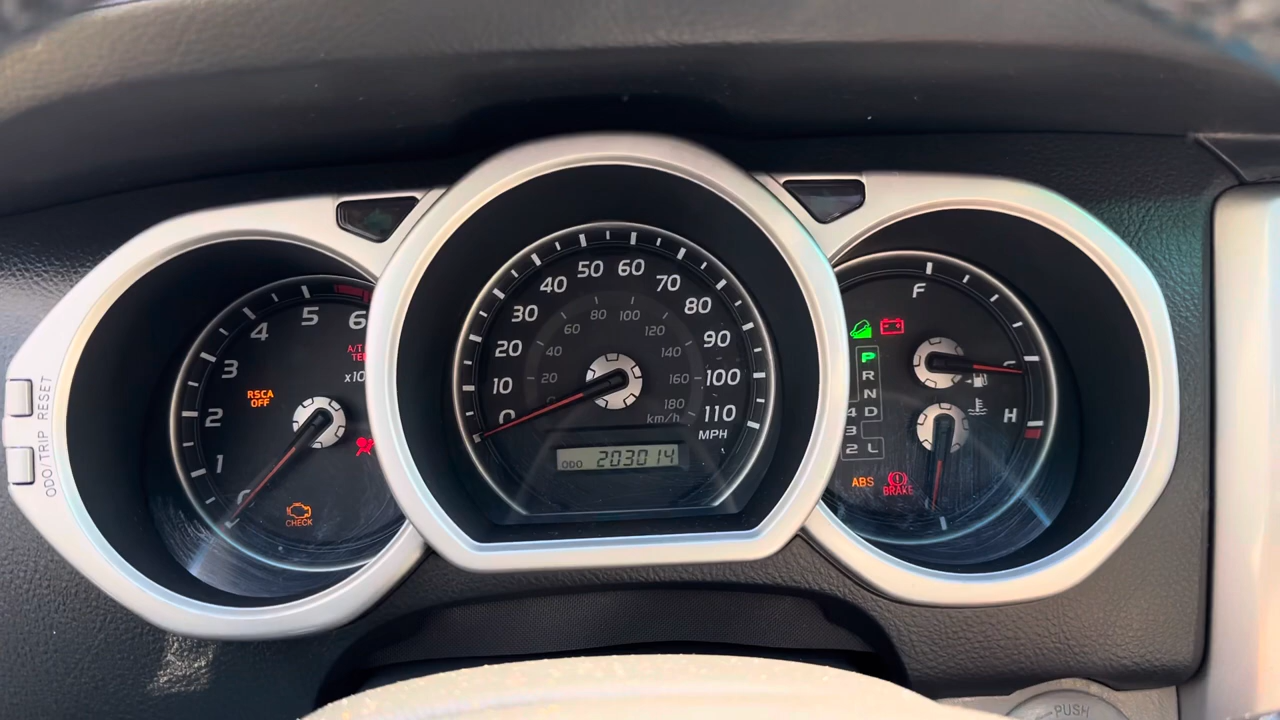 ODO/TRIP RESET
1
2
3
4
5
6
RSCA
OFF
A/T
CHECK
0
10
20
30
40
50
60
70
80
90
100
110
MPH
20
40
60
80
100
120
140
160
180
km/h
ODO 203014
F
H
P
R
N
4 D
3
2 L
ABS
BRAKE
PUSH